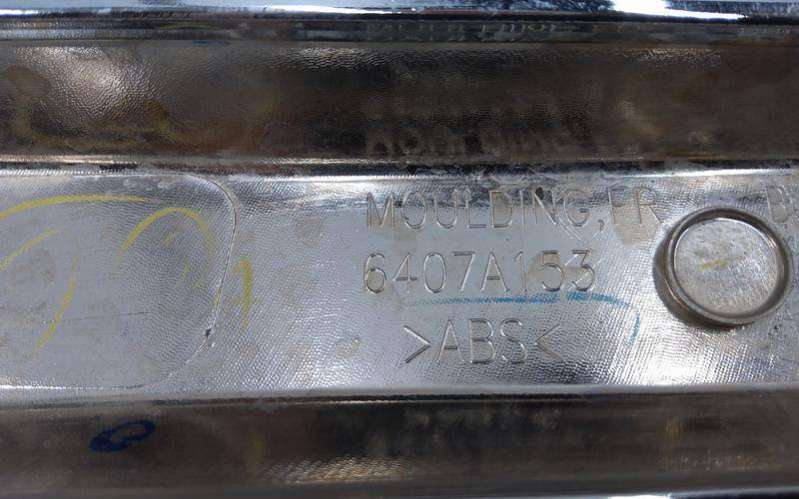 MOULDING,FR
6407A153
>ABS<